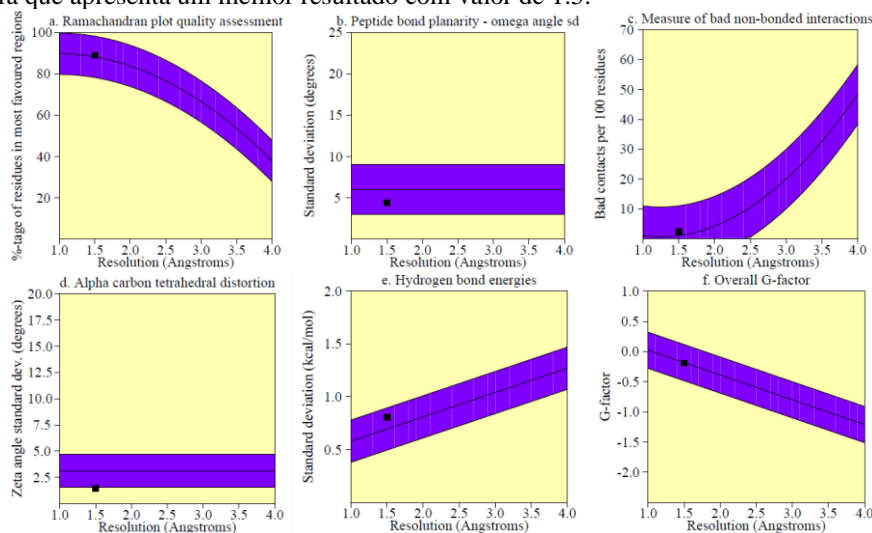 que apresenta um melhor resultado com valor de 1.5.
a. Ramachandran plot quality assessment
%-tage of residues in most favoured regions
100
80
60
40
20
1.0 1.5 2.0 2.5 3.0 3.5 4.0
Resolution (Angstroms)
b. Peptide bond planarity - omega angle sd
Standard deviation (degrees)
25
20
15
10
5
1.0 1.5 2.0 2.5 3.0 3.5 4.0
Resolution (Angstroms)
c. Measure of bad non-bonded interactions
Bad contacts per 100 residues
70
60
50
40
30
20
10
1.0 1.5 2.0 2.5 3.0 3.5 4.0
Resolution (Angstroms)
d. Alpha carbon tetrahedral distortion
Zeta angle standard dev. (degrees)
20.0
17.5
15.0
12.5
10.0
7.5
5.0
2.5
1.0 1.5 2.0 2.5 3.0 3.5 4.0
Resolution (Angstroms)
e. Hydrogen bond energies
Standard deviation (kcal/mol)
2.0
1.5
1.0
0.5
1.0 1.5 2.0 2.5 3.0 3.5 4.0
Resolution (Angstroms)
f. Overall G-factor
G-factor
1.0
0.5
0.0
-0.5
-1.0
-1.5
-2.0
1.0 1.5 2.0 2.5 3.0 3.5 4.0
Resolution (Angstroms)